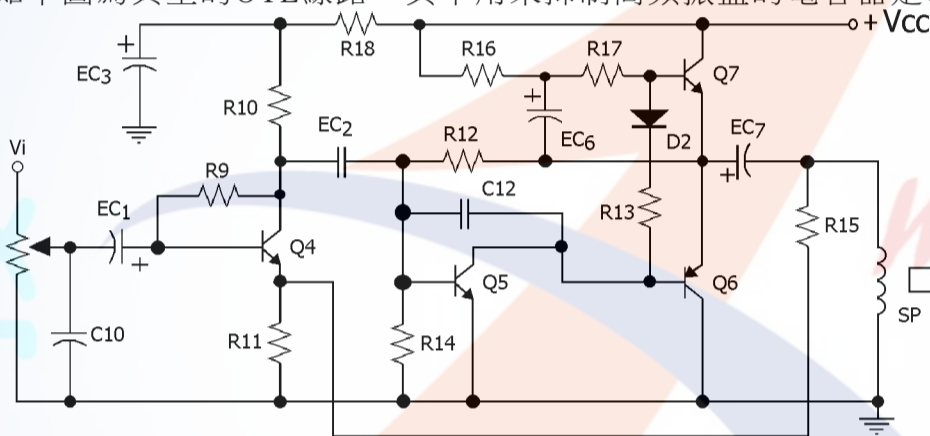 + Vcc
R18
EC3
R16
R17
Q7
R10
EC2
R12
EC6
D2
EC7
Vi
R9
C12
EC1
R13
R15
Q4
Q5
Q6
C10
R11
R14
SP